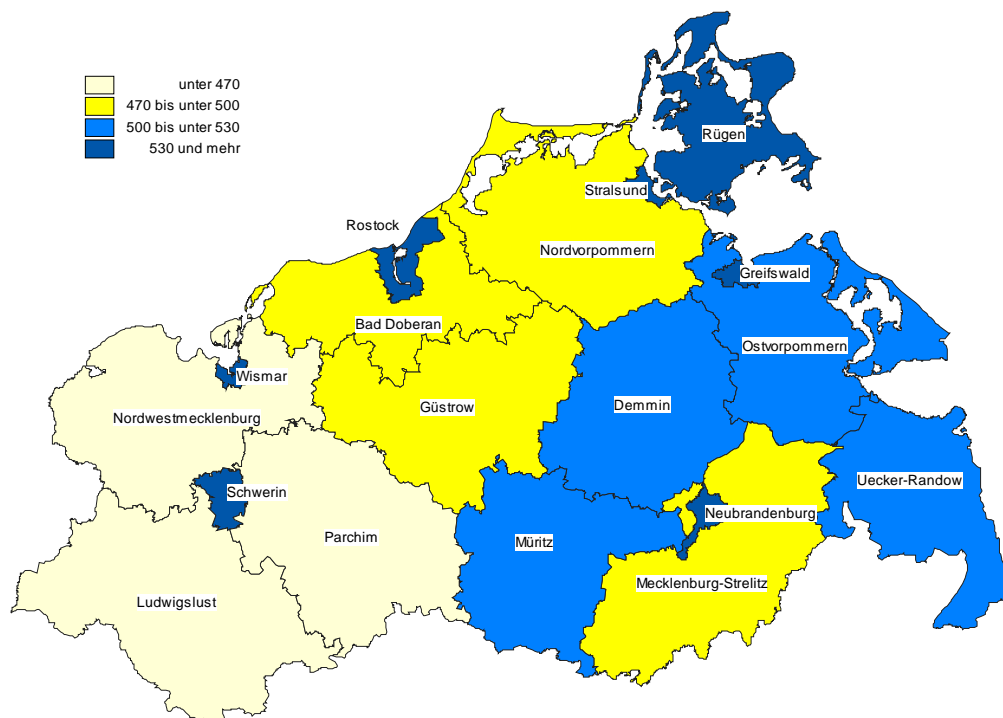 unter 470
470 bis unter 500
500 bis unter 530
530 und mehr
Rügen
Stralsund
Rostock
Nordvorpommern
Greifswald
Bad Doberan
Ostvorpommern
Wismar
Güstrow
Demmin
Nordwestmecklenburg
Uecker-Randow
Schwerin
Neubrandenburg
Parchim
Müritz
Mecklenburg-Strelitz
Ludwigslust